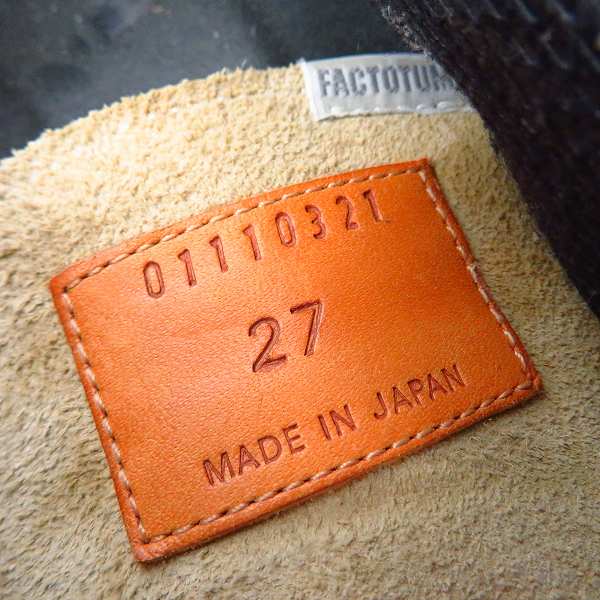 FACTOTUM
01110321
27
MADE IN JAPAN